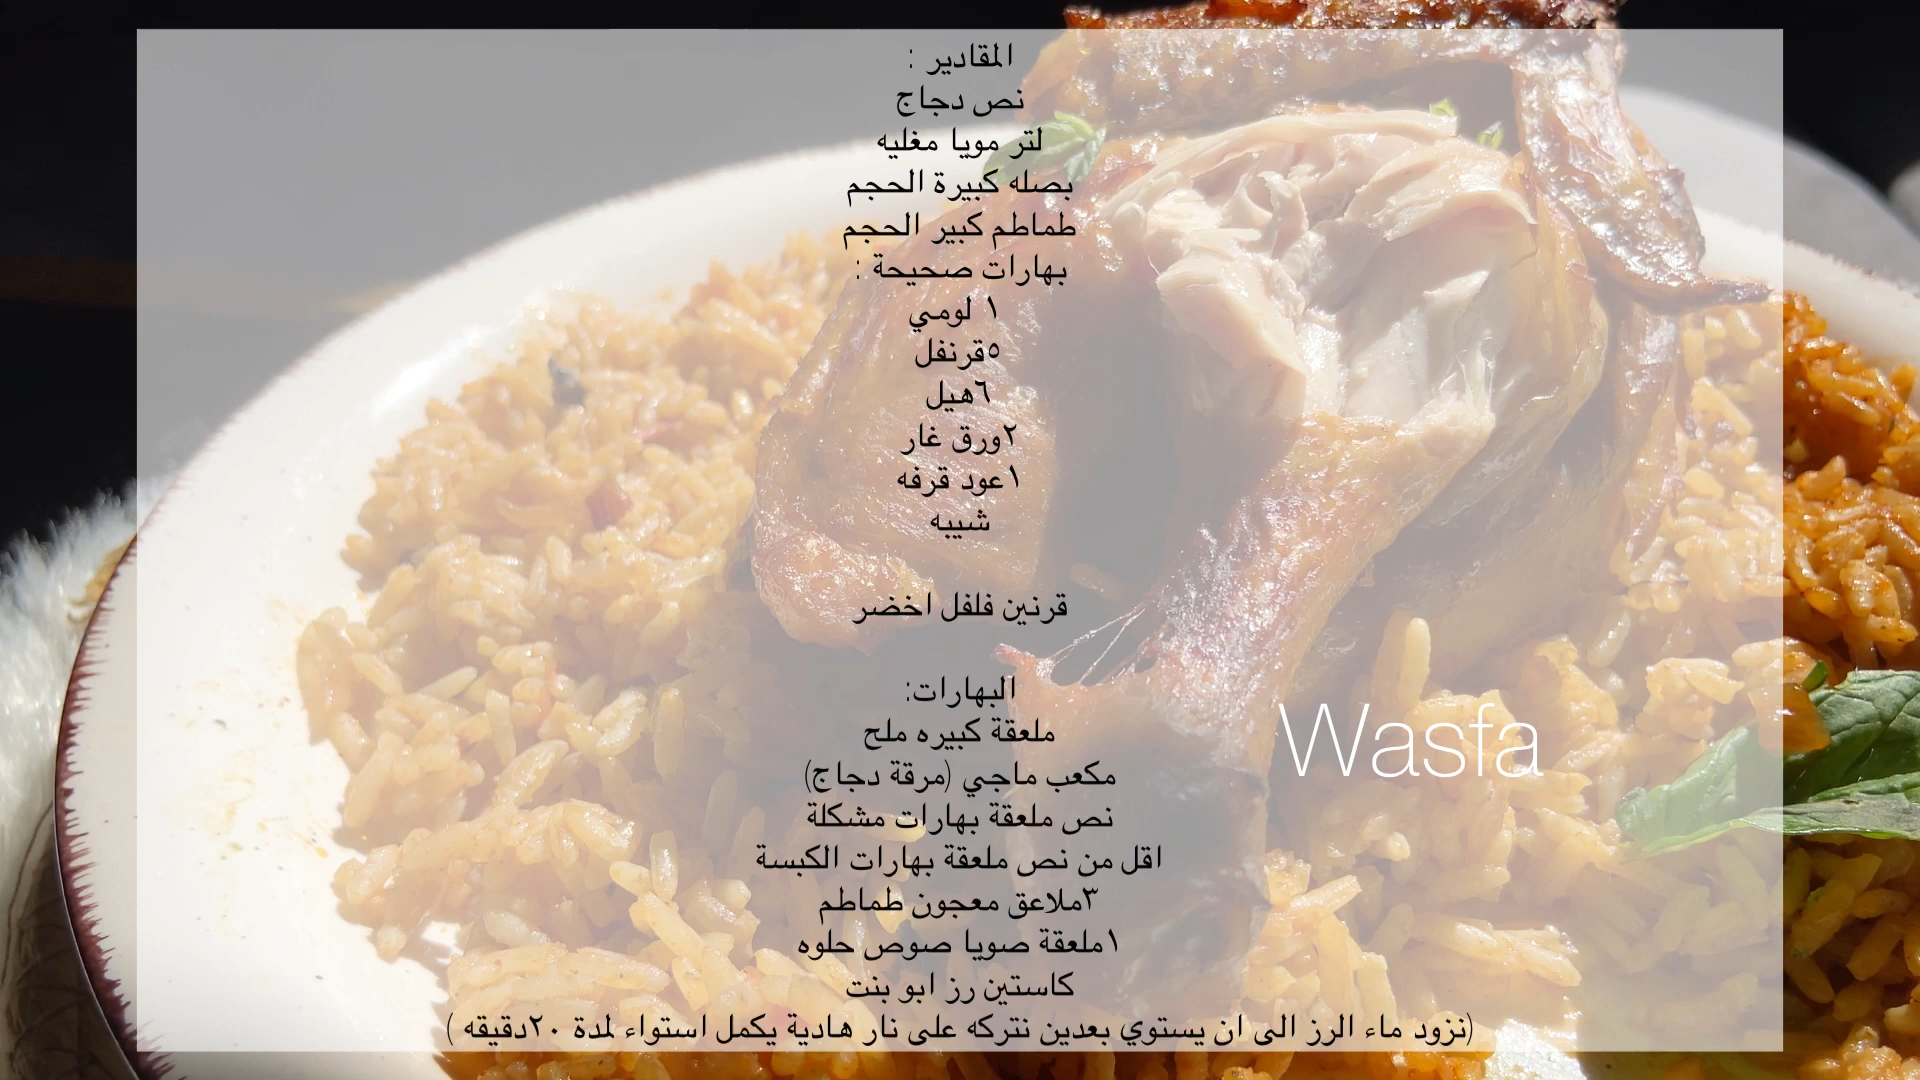 المقادير :
نص دجاج
لتر مويا مغليه
بصله كبيرة الحجم
طماطم كبير الحجم
بهارات صحيحة :
١ لومي
٥قرنفل
٦هيل
٢ورق غار
١عود قرفه
شيبه
قرنين فلفل اخضر
البهارات:
ملعقة كبيره ملح
مكعب ماجي (مرقة دجاج)
نص ملعقة بهارات مشكلة
اقل من نص ملعقة بهارات الكبسة
٣ملاعق معجون طماطم
١ملعقة صويا صوص حلوه
كاستين رز ابو بنت
(نزود ماء الرز الى ان يستوي بعدين نتركه على نار هادية يكمل استواء لمدة ٢٠دقيقه )
Wasfa